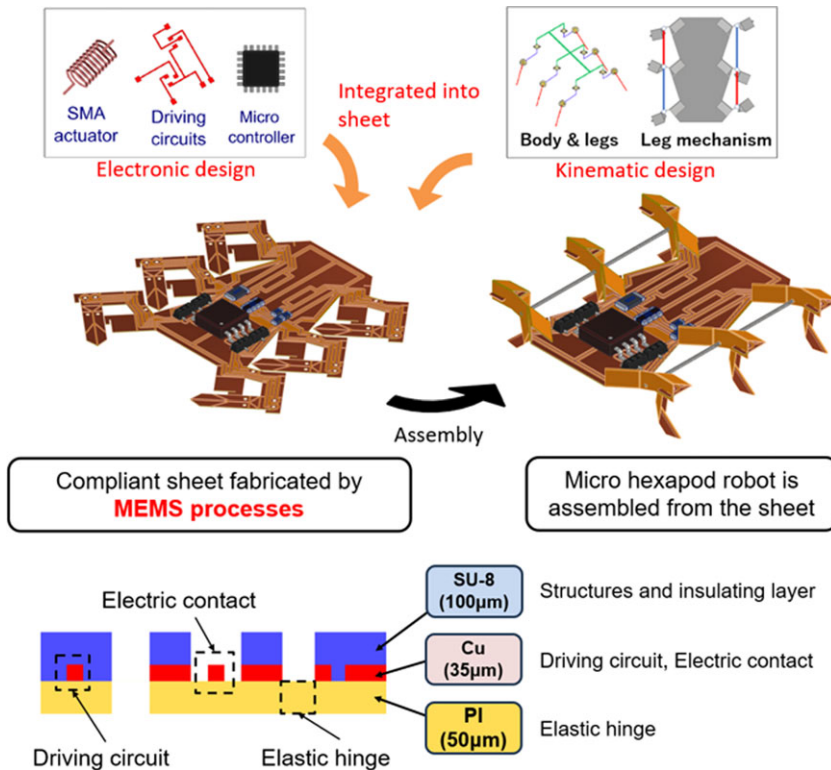 SMA
actuator
Driving
circuits
Micro
controller
Electronic design
Integrated into
sheet
Body & legs
Leg mechanism
Kinematic design
Assembly
Compliant sheet fabricated by
MEMS processes
Micro hexapod robot is
assembled from the sheet
Electric contact
Driving circuit
Elastic hinge
SU-8
(100μm)
Structures and insulating layer
Cu
(35μm)
Driving circuit, Electric contact
PI
(50μm)
Elastic hinge